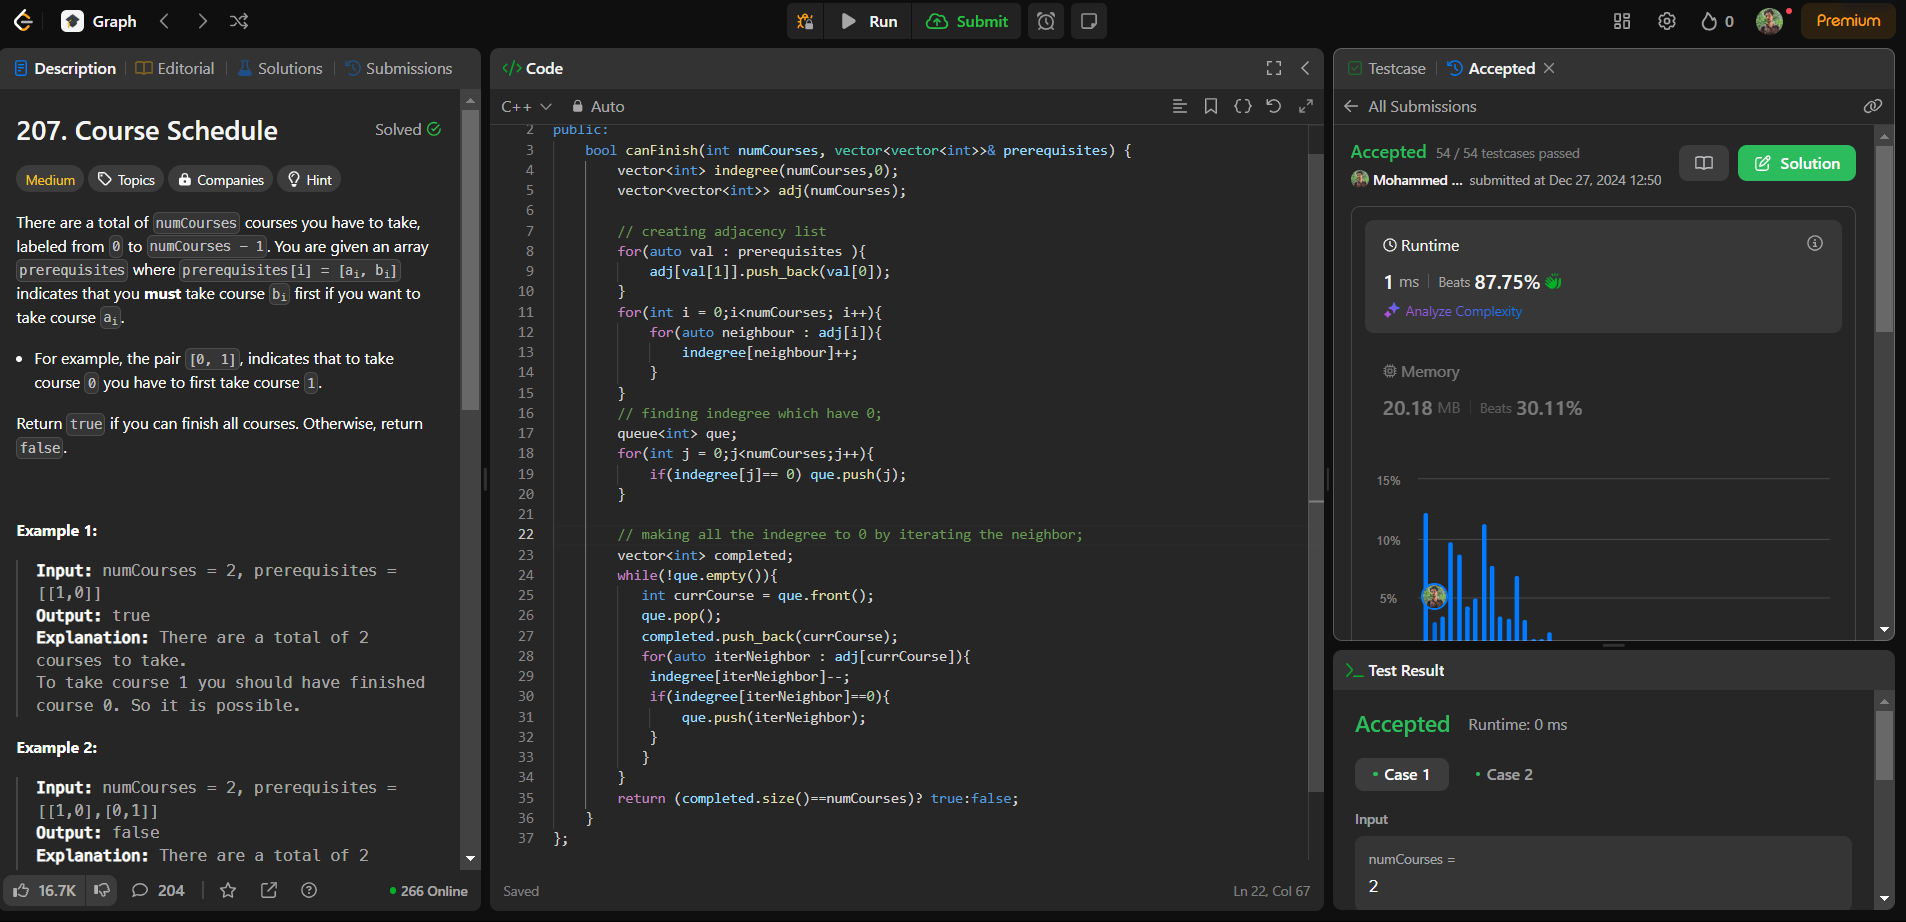 Graph
Run
Submit
0
Premium
Description
Editorial
Solutions
Submissions
207. Course Schedule
Solved
Medium
Topics
Companies
Hint
There are a total of numCourses courses you have to take,
labeled from 0 to numCourses - 1. You are given an array
prerequisites where prerequisites[i] = [ai, bi]
indicates that you must take course bi first if you want to
take course ai.
• For example, the pair [0, 1], indicates that to take
course 0 you have to first take course 1.
Return true if you can finish all courses. Otherwise, return
false.
Example 1:
Input: numCourses = 2, prerequisites =
[[1,0]]
Output: true
Explanation: There are a total of 2
courses to take.
To take course 1 you should have finished
course 0. So it is possible.
Example 2:
Input: numCourses = 2, prerequisites =
[[1,0],[0,1]]
Output: false
Explanation: There are a total of 2
16.7K
204
266 Online
</> Code
C++
Auto
2 public:
3 bool canFinish(int numCourses, vector<vector<int>>& prerequisites) {
4 vector<int> indegree(numCourses,0);
5 vector<vector<int>> adj(numCourses);
6
7 // creating adjacency list
8 for(auto val : prerequisites ){
9 adj[val[1]].push_back(val[0]);
10 }
11 for(int i = 0;i<numCourses; i++){
12 for(auto neighbour : adj[i]){
13 indegree[neighbour]++;
14 }
15 }
16 // finding indegree which have 0;
17 queue<int> que;
18 for(int j = 0;j<numCourses;j++){
19 if(indegree[j]== 0) que.push(j);
20 }
21
22 // making all the indegree to 0 by iterating the neighbor;
23 vector<int> completed;
24 while(!que.empty()){
25 int currCourse = que.front();
26 que.pop();
27 completed.push_back(currCourse);
28 for(auto iterNeighbor : adj[currCourse]){
29 indegree[iterNeighbor]--;
30 if(indegree[iterNeighbor]==0){
31 que.push(iterNeighbor);
32 }
33 }
34 }
35 return (completed.size()==numCourses)? true:false;
36 }
37 };
Saved
Ln 22, Col 67
Testcase
Accepted
All Submissions
Accepted 54 / 54 testcases passed
Mohammed ... submitted at Dec 27, 2024 12:50
Solution
Runtime
1 ms
Beats 87.75%
Analyze Complexity
Memory
20.18 MB
Beats 30.11%
15%
10%
5%
Test Result
Accepted
Runtime: 0 ms
• Case 1
• Case 2
Input
numCourses =
2